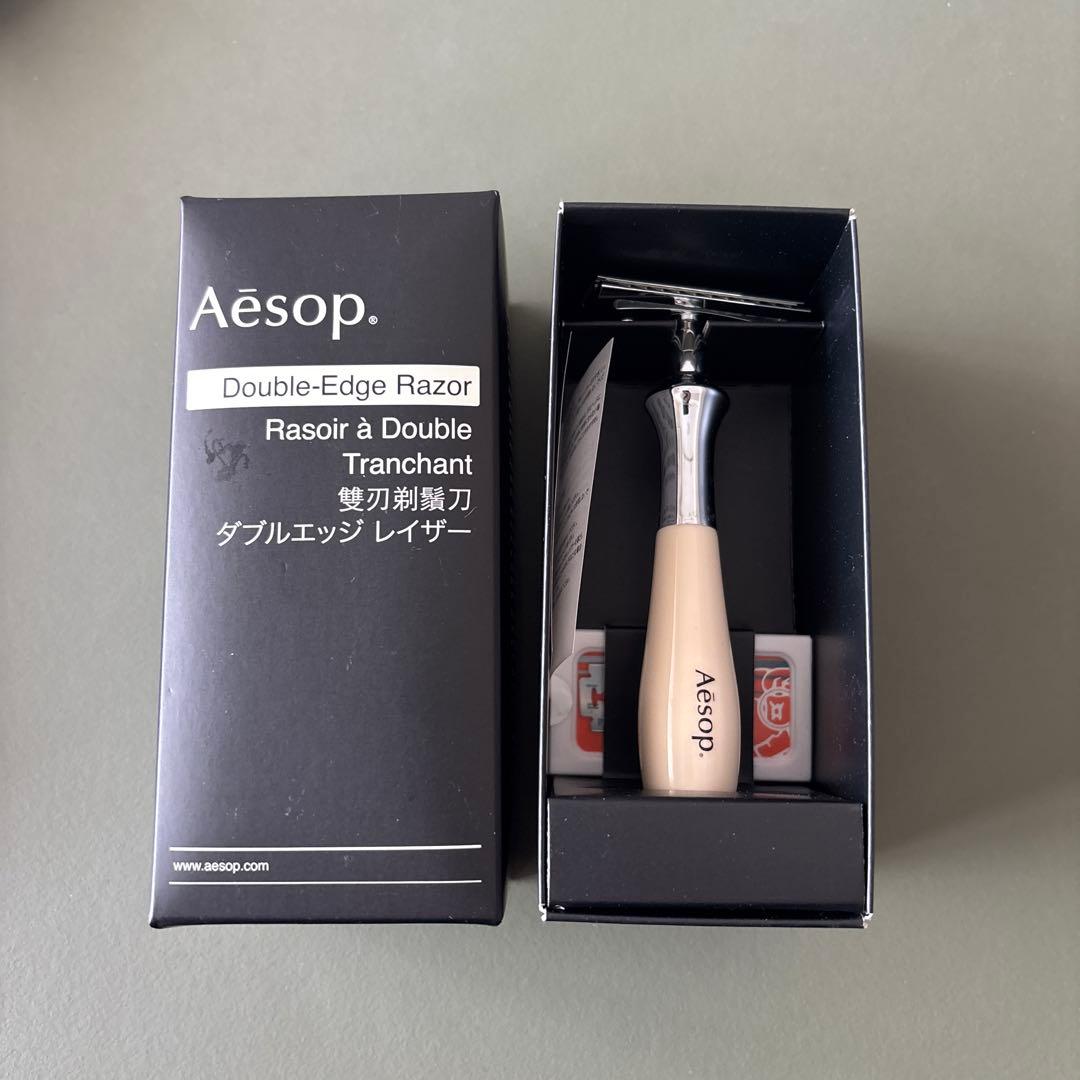 Aēsop®
Double-Edge Razor
Rasoir à Double
Tranchant
雙刃剃鬚刀
ダブルエッジ レイザー
www.aesop.com
Aēsop®